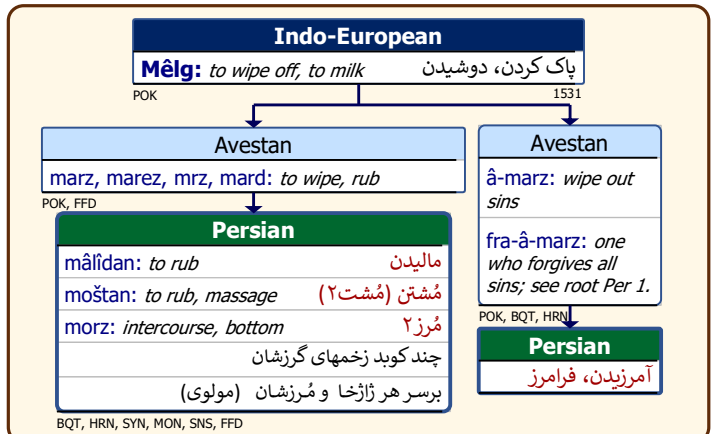 Indo-European
Mêlg: to wipe off, to milk پاک کردن، دوشیدن
POK 1531
Avestan
marz, marez, mrz, mard: to wipe, rub
POK, FFD
Persian
mâlîdan: to rub مالیدن
moštan: to rub, massage مُشتن (مُشت۲)
morz: intercourse, bottom مُرز۲
چند کوبد زخمهای گرزشان
برسر هر ژاژخا و مُرزشان (مولوی)
BQT, HRN, SYN, MON, SNS, FFD
Avestan
â-marz: wipe out
sins
fra-â-marz: one
who forgives all
sins; see root Per 1.
POK, BQT, HRN
Persian
آمرزیدن، فرامرز